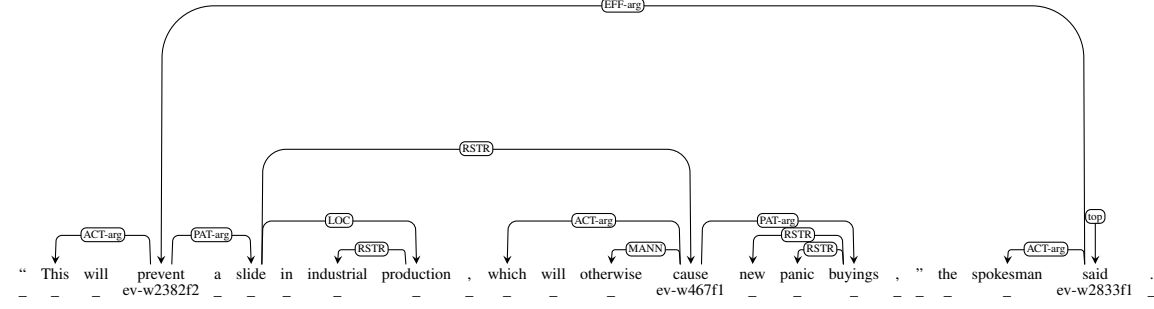 EFF-arg
RSTR
top
LOC ACT-arg PAT-arg
ACT-arg PAT-arg RSTR
RSTR MANN RSTR ACT-arg
“ This will prevent a slide in industrial production , which will otherwise cause new panic buyings , ” the spokesman said .
_ _ _ ev-w2382f2 _ _ _ _ _ _ _ _ _ ev-w467f1 _ _ _ _ _ _ _ ev-w2833f1 _